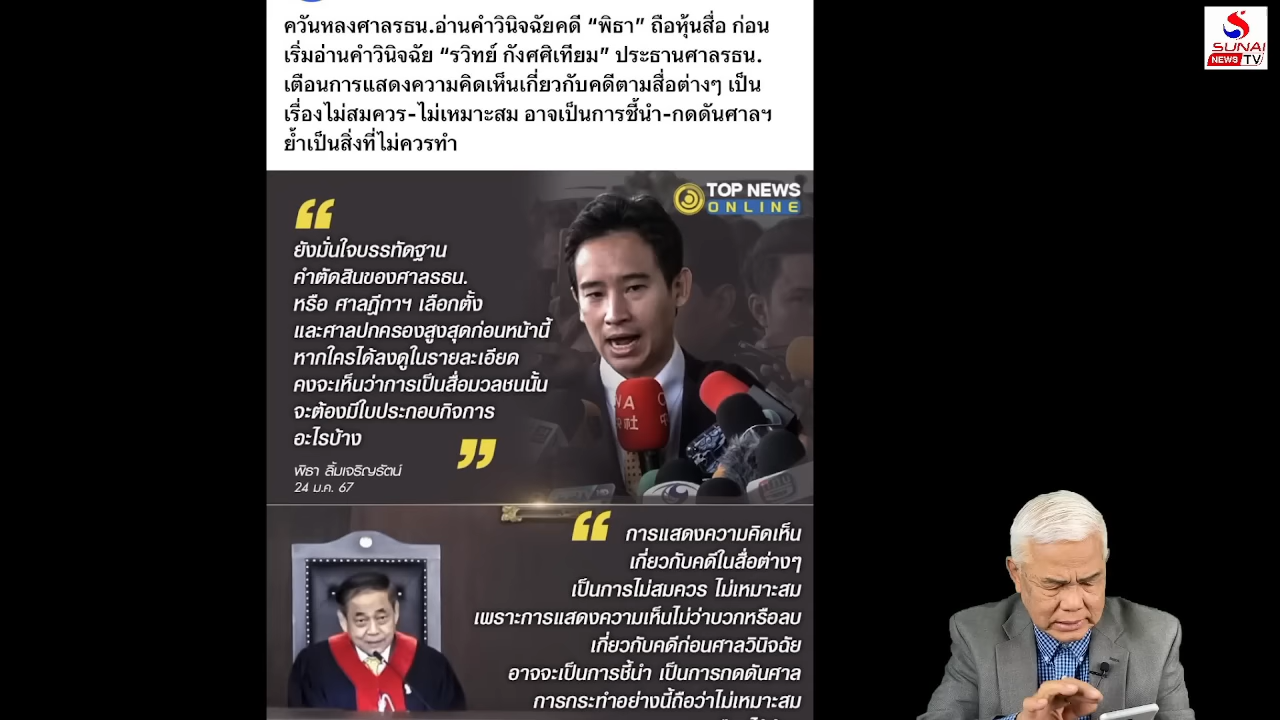 ควันหลงศาลรธน.อ่านคำวินิจฉัยคดี “พิธา” ถือหุ้นสื่อ ก่อน
เริ่มอ่านคำวินิจฉัย “รวิทย์ กังศศิเทียม” ประธานศาลรธน.
เตือนการแสดงความคิดเห็นเกี่ยวกับคดีตามสื่อต่างๆ เป็น
เรื่องไม่สมควร-ไม่เหมาะสม อาจเป็นการชี้นำ-กดดันศาลฯ
ย้ำเป็นสิ่งที่ไม่ควรทำ
SUNAI
NEWS TV
TOP NEWS
ONLINE
“
ยังมั่นใจบรรทัดฐาน
คำตัดสินของศาลรธน.
หรือ ศาลฎีกาฯ เลือกตั้ง
และศาลปกครองสูงสุดก่อนหน้านี้
หากใครได้ลงดูในรายละเอียด
คงจะเห็นว่าการเป็นสื่อมวลชนนั้น
จะต้องมีใบประกอบกิจการ
อะไรบ้าง
”
พิธา ลิ้มเจริญรัตน์
24 ม.ค. 67
“ การแสดงความคิดเห็น
เกี่ยวกับคดีในสื่อต่างๆ
เป็นการไม่สมควร ไม่เหมาะสม
เพราะการแสดงความเห็นไม่ว่าบวกหรือลบ
เกี่ยวกับคดีก่อนศาลวินิจฉัย
อาจจะเป็นการชี้นำ เป็นการกดดันศาล
การกระทำอย่างนี้ถือว่าไม่เหมาะสม